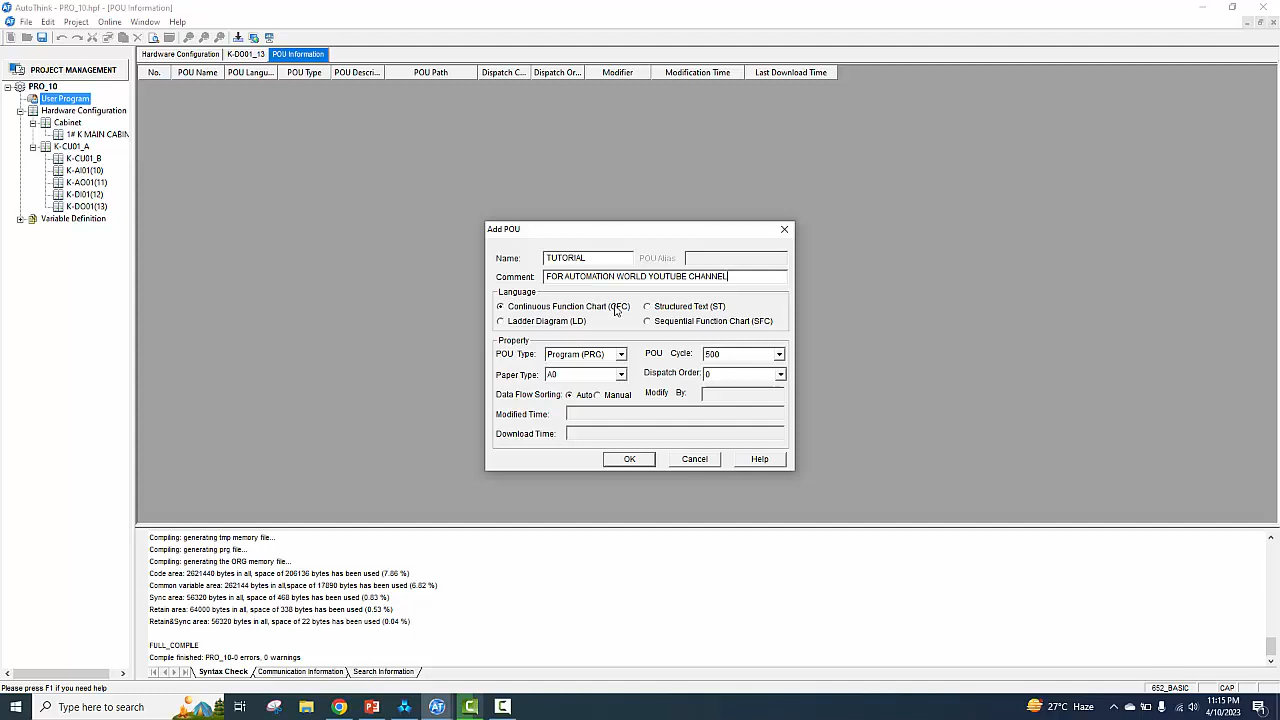 AutoThink - PRO_10.hpf - [POU Information]
File Edit Project Online Window Help
PROJECT MANAGEMENT
PRO_10
User Program
Hardware Configuration
Cabinet
1# K MAIN CABIN
K-CU01_A
K-CU01_B
K-AI01(10)
K-AO01(11)
K-DI01(12)
K-DO01(13)
Variable Definition
Hardware Configuration K-DO01_13 POU Information
No. POU Name POU Langu... POU Type POU Descri... POU Path Dispatch C... Dispatch Or... Modifier Modification Time Last Download Time
Add POU
Name: TUTORIAL POU Alias
Comment: FOR AUTOMATION WORLD YOUTUBE CHANNEL
Language
Continuous Function Chart (CFC) Structured Text (ST)
Ladder Diagram (LD) Sequential Function Chart (SFC)
Property
POU Type: Program (PRG) POU Cycle: 500
Paper Type: A0 Dispatch Order: 0
Data Flow Sorting: Auto Manual Modify By:
Modified Time:
Download Time:
OK Cancel Help
Compiling: generating tmp memory file...
Compiling: generating prg file...
Compiling: generating the ORG memory file...
Code area: 2621440 bytes in all, space of 206136 bytes has been used (7.86 %)
Common variable area: 262144 bytes in all,space of 17890 bytes has been used (6.82 %)
Sync area: 56320 bytes in all, space of 468 bytes has been used (0.83 %)
Retain area: 64000 bytes in all, space of 338 bytes has been used (0.53 %)
Retain&Sync area: 56320 bytes in all, space of 22 bytes has been used (0.04 %)
FULL_COMPILE
Compile finished: PRO_10-0 errors, 0 warnings
Syntax Check Communication Information Search Information
Please press F1 if you need help 652_BASIC CAP
Type here to search 27°C Haze 11:15 PM
4/10/2023